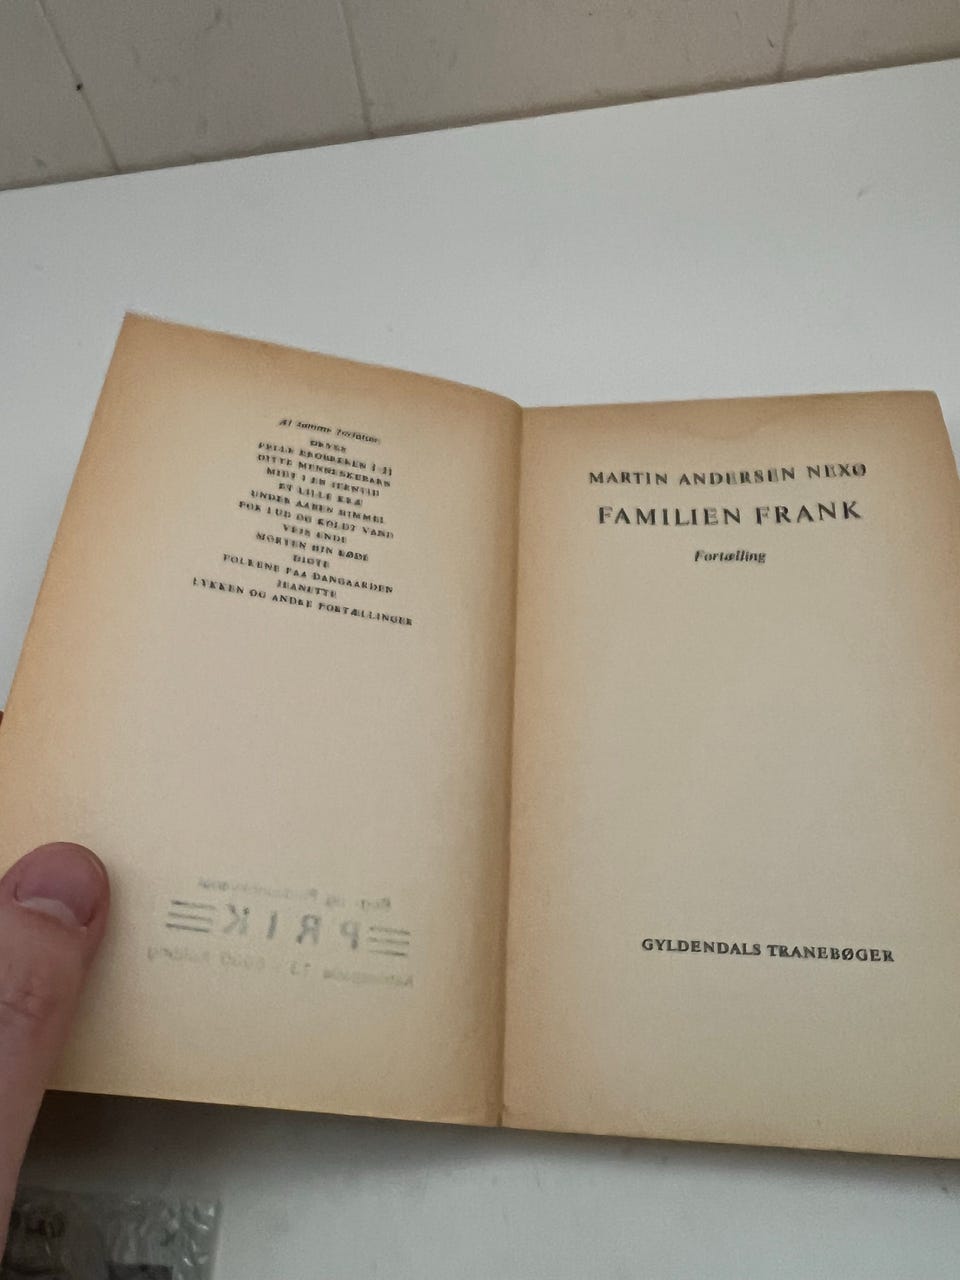 Af samme forfatter:
DRYSS
PELLE EROBREREN I-II
DITTE MENNESKEBARN
MIDT I EN JERNTID
ET LILLE KRÆ
UNDER AABEN HIMMEL
FOR LUD OG KOLDT VAND
VEJS ENDE
MORTEN HIN RØDE
DIGTE
FOLKENE PAA DANGAARDEN
JEANETTE
LYKKEN OG ANDRE FORTÆLLINGER
PRIK
MARTIN ANDERSEN NEXØ
FAMILIEN FRANK
Fortælling
GYLDENDALS TRANEBØGER